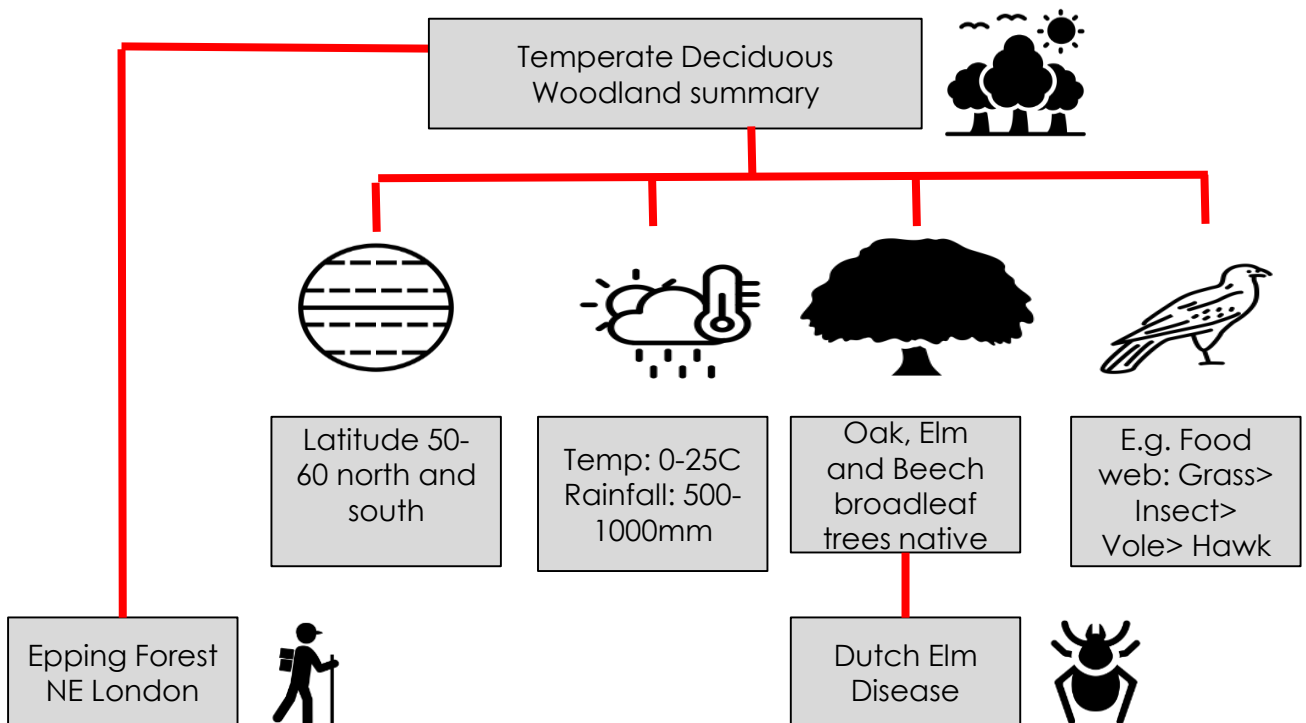 Temperate Deciduous
Woodland summary
Latitude 50-
60 north and
south
Temp: 0-25C
Rainfall: 500-
1000mm
Oak, Elm
and Beech
broadleaf
trees native
E.g. Food
web: Grass>
Insect>
Vole> Hawk
Epping Forest
NE London
Dutch Elm
Disease